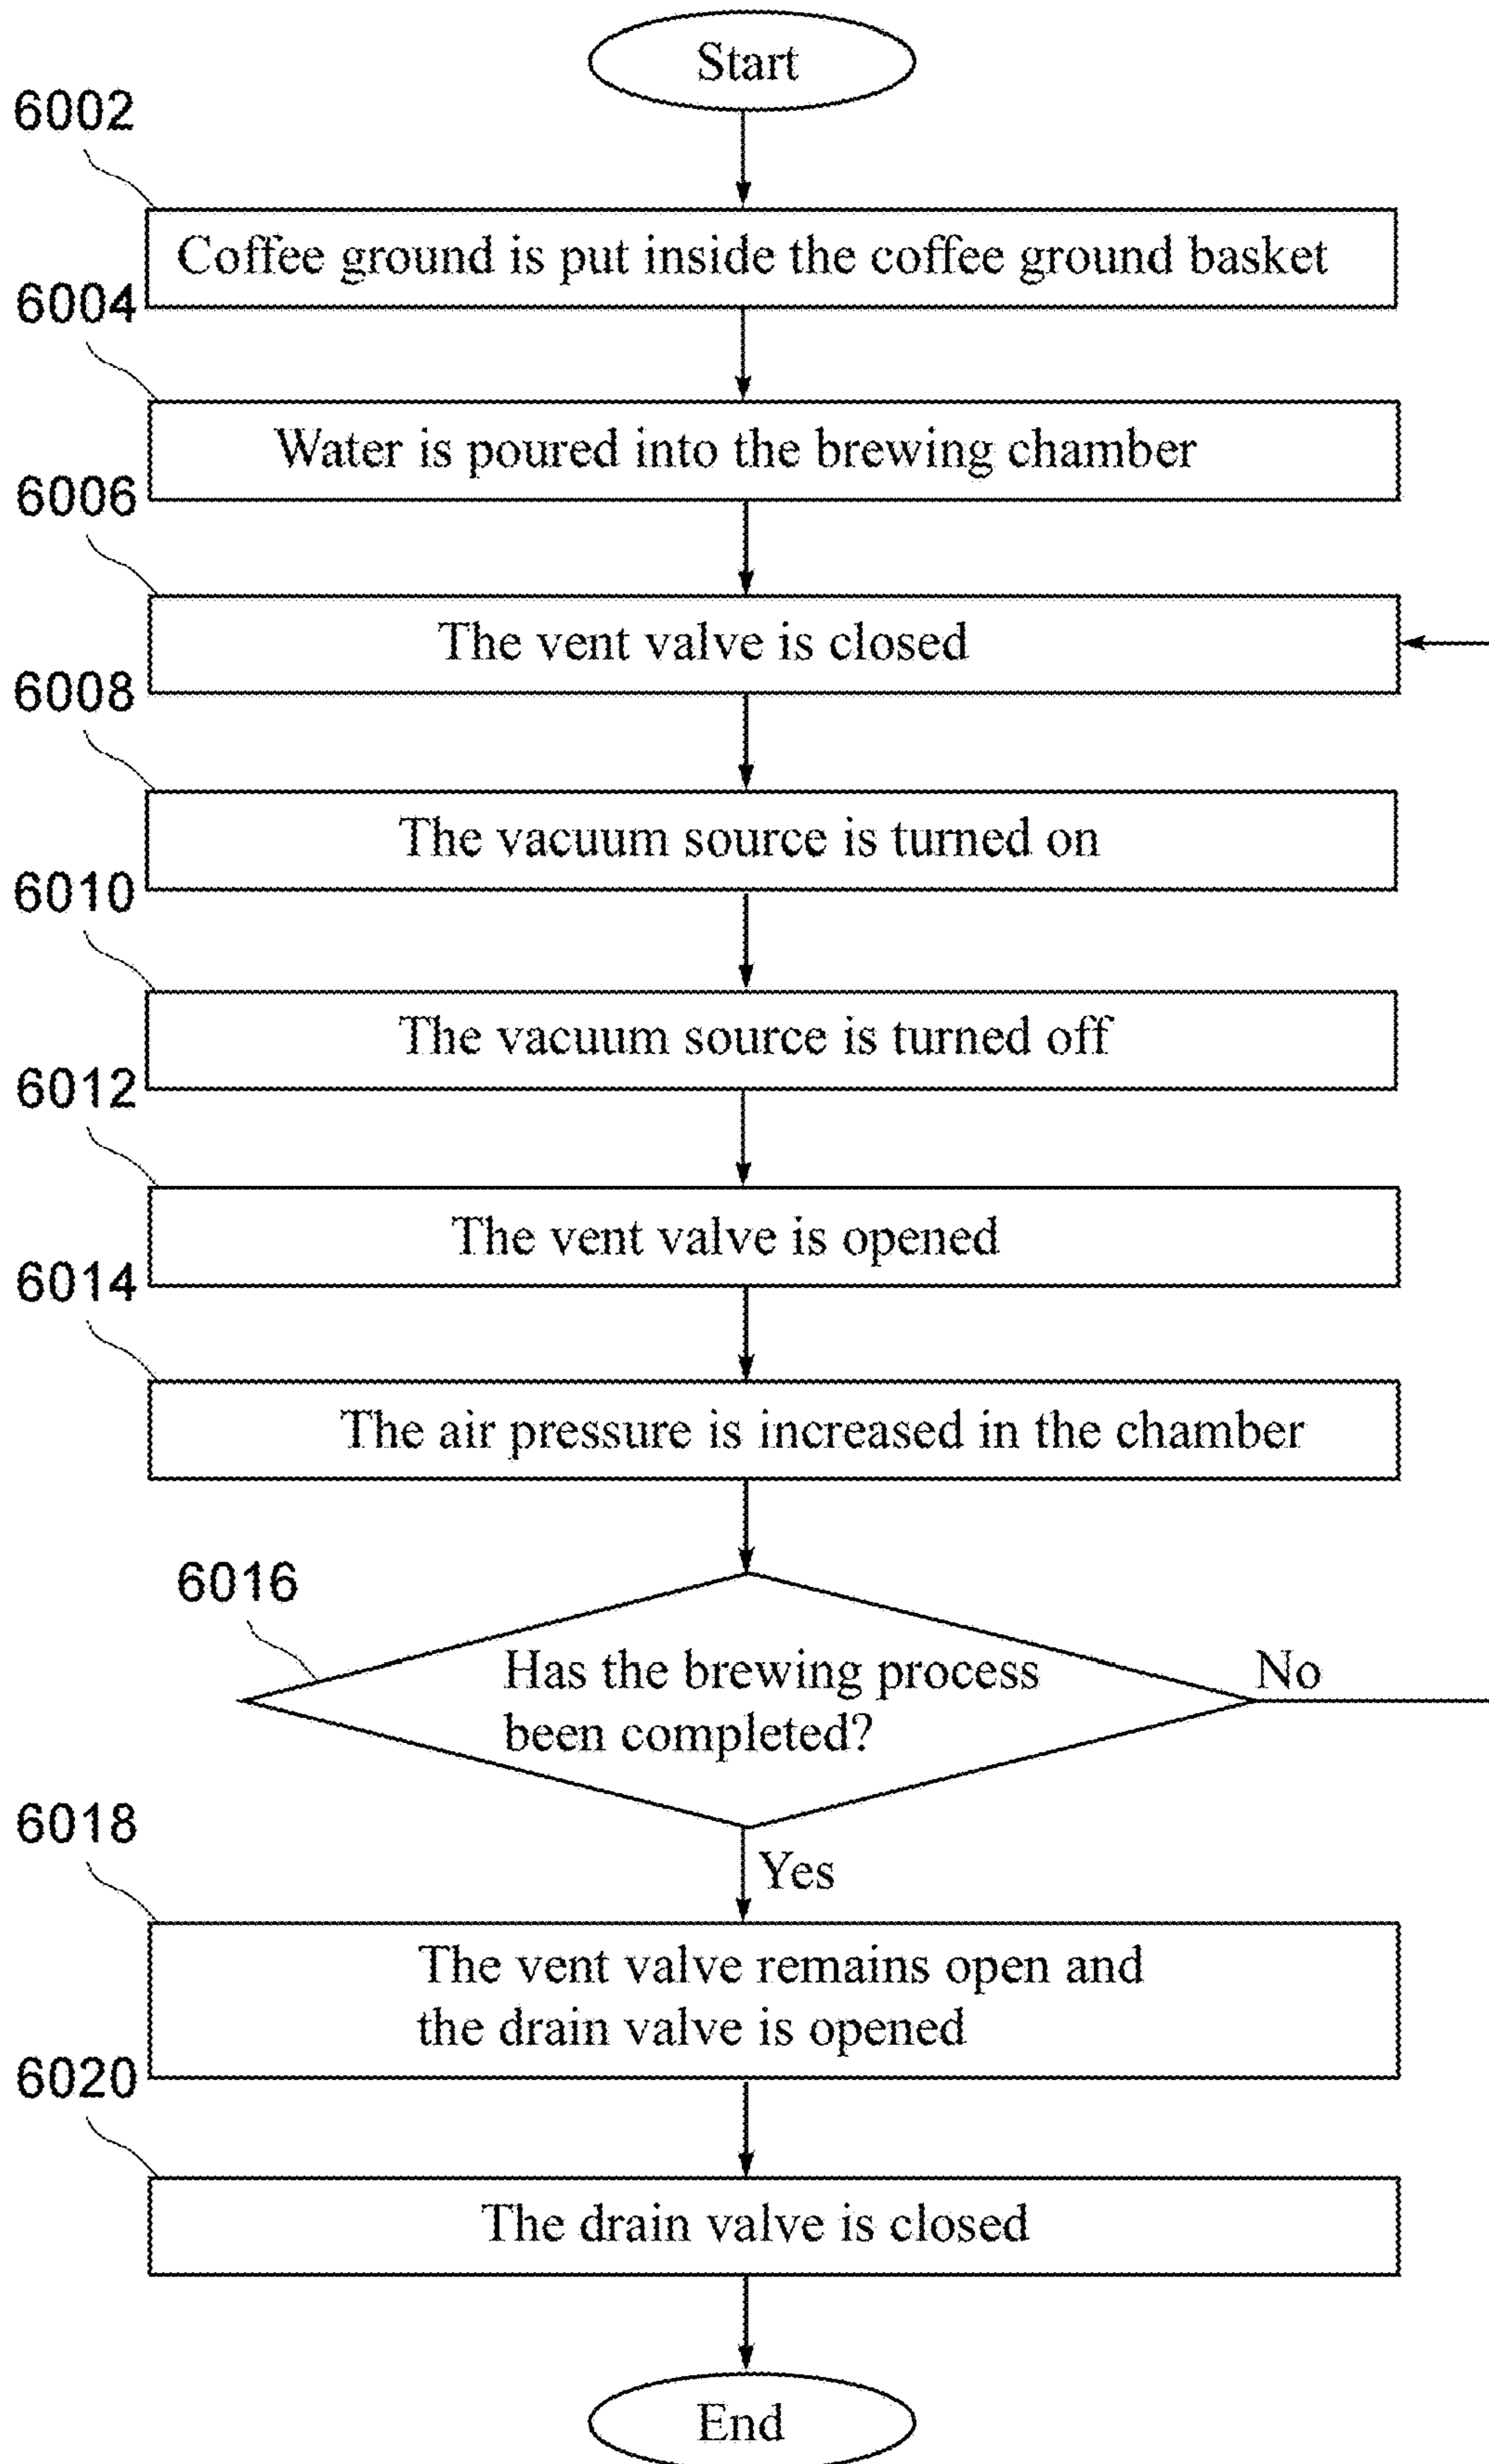 Start
6002
Coffee ground is put inside the coffee ground basket
6004
Water is poured into the brewing chamber
6006
The vent valve is closed
6008
The vacuum source is turned on
6010
The vacuum source is turned off
6012
The vent valve is opened
6014
The air pressure is increased in the chamber
6016
Has the brewing process
been completed?
No
Yes
6018
The vent valve remains open and
the drain valve is opened
6020
The drain valve is closed
End